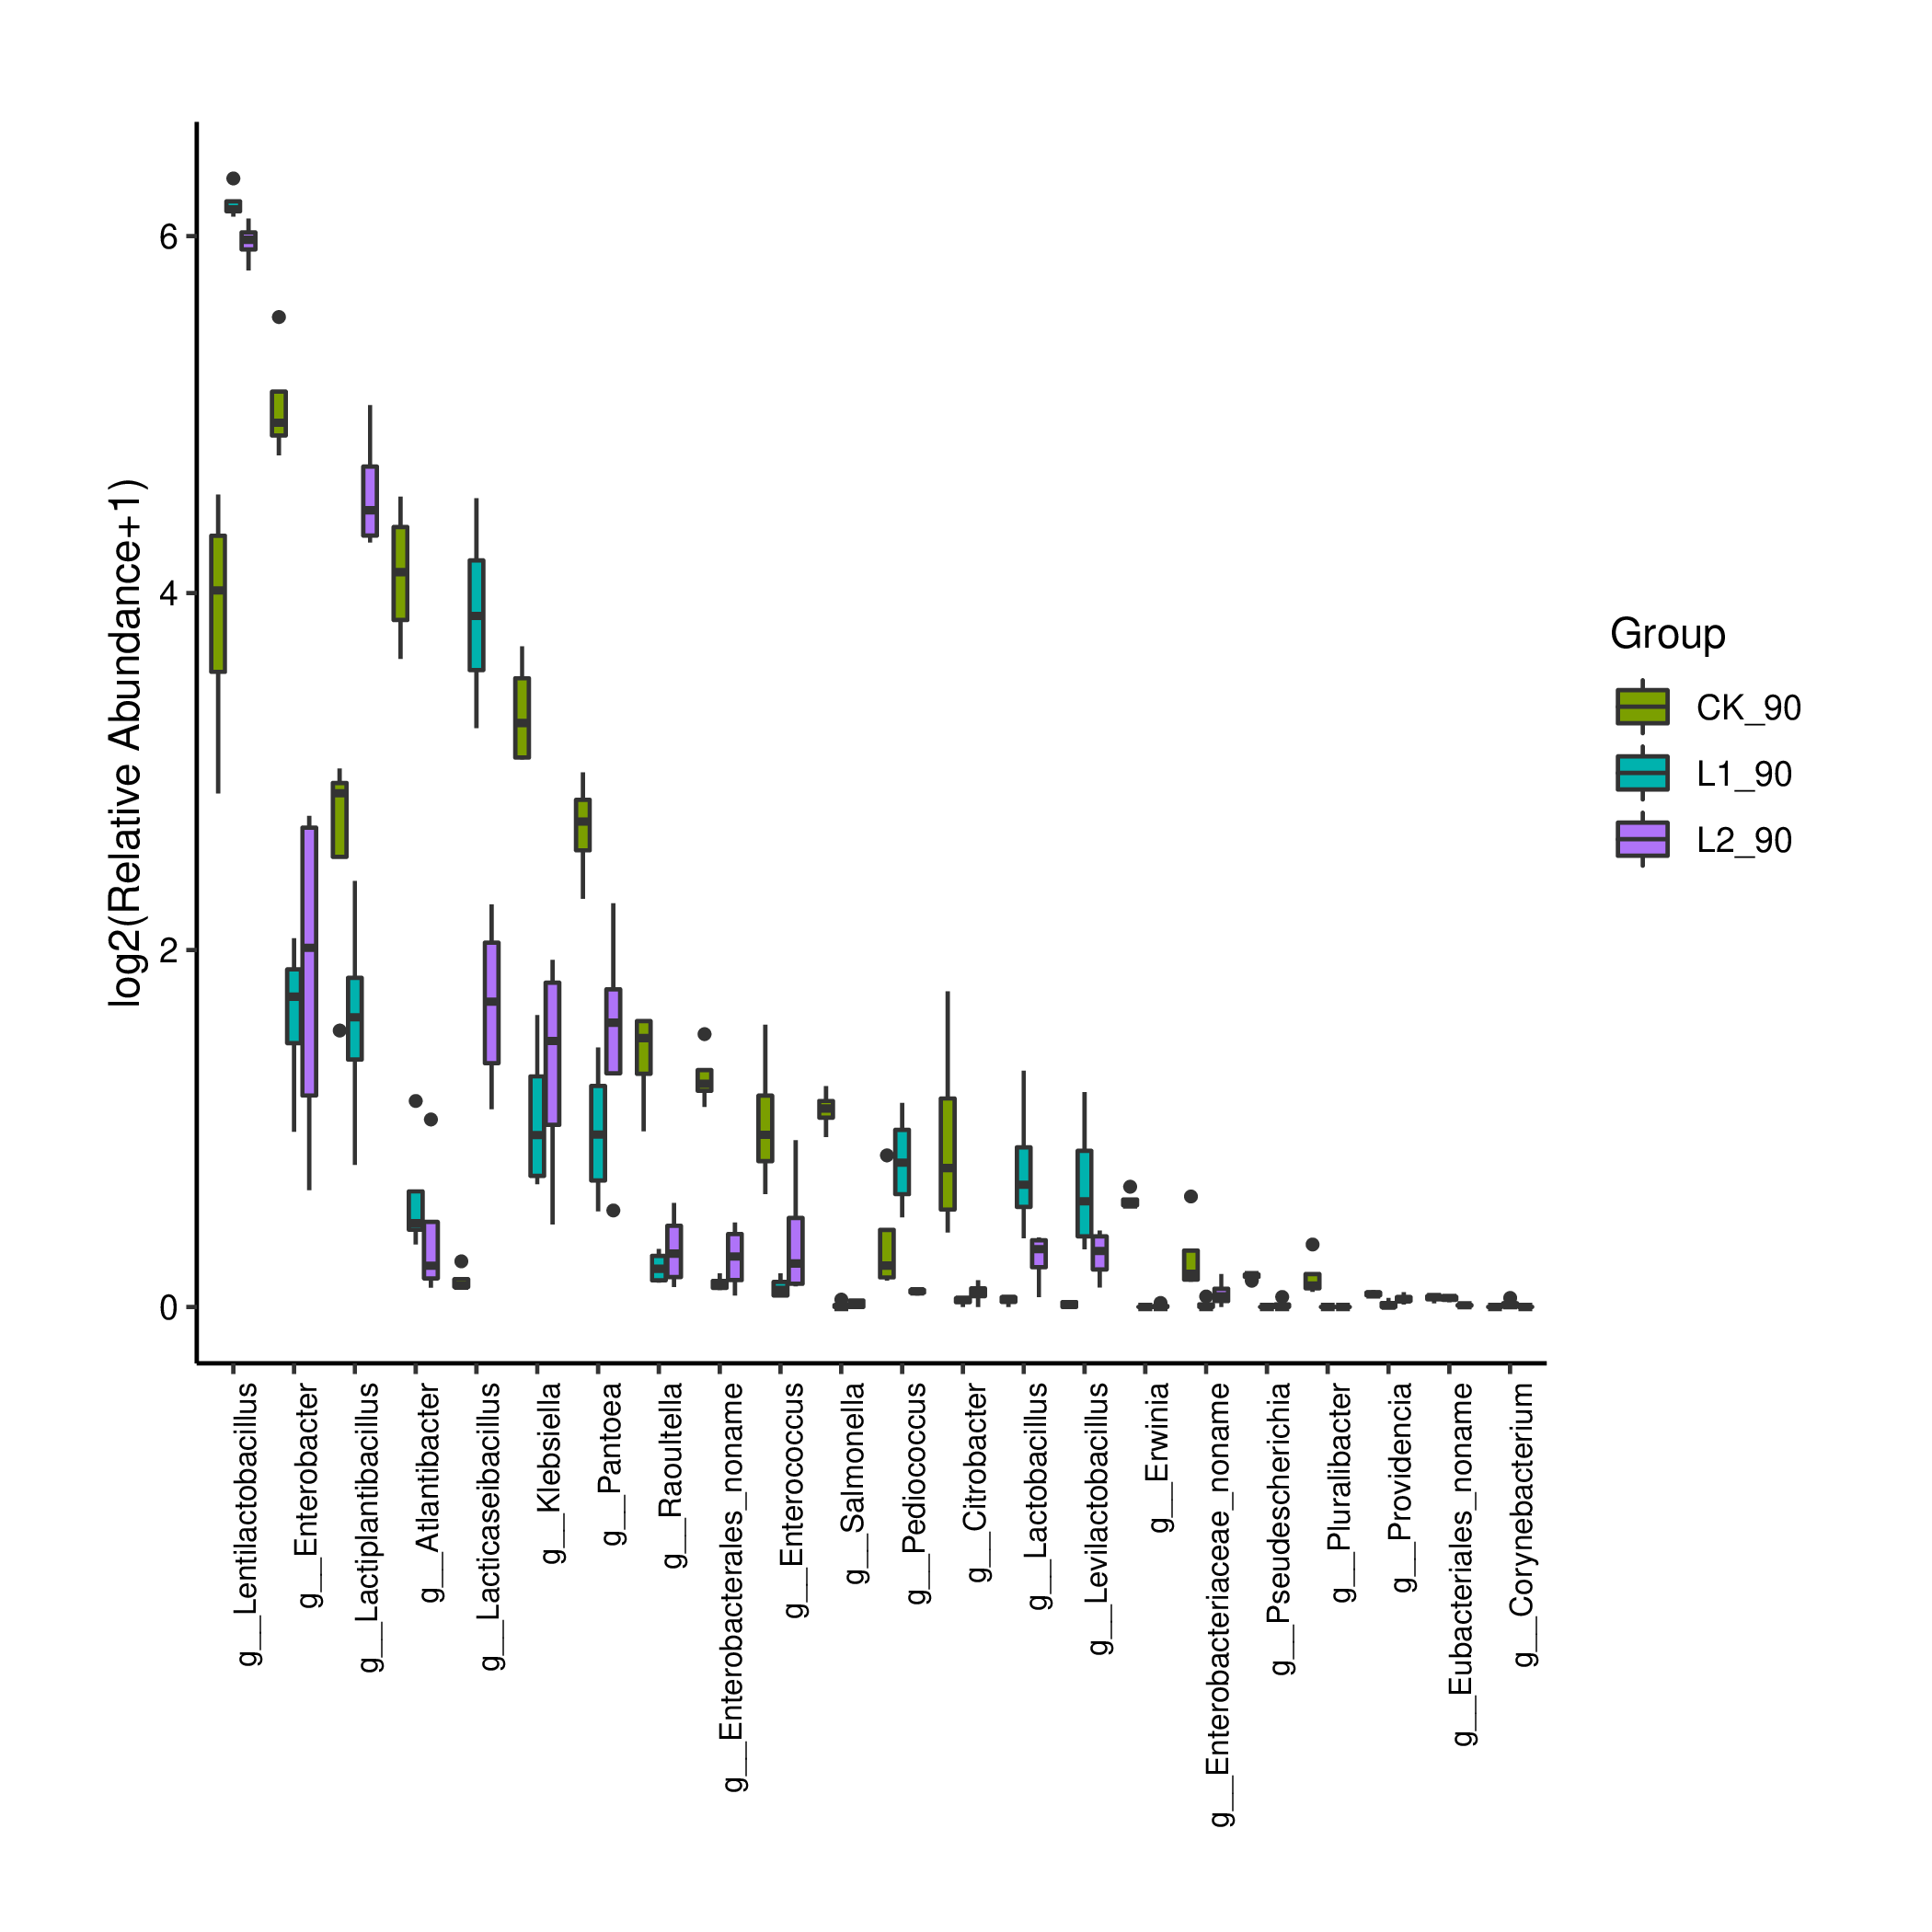 log2(Relative Abundance+1)
6
4
2
0
g__Lentilactobacillus
g__Enterobacter
g__Lactiplantibacillus
g__Atlantibacter
g__Lacticaseibacillus
g__Klebsiella
g__Pantoea
g__Raoultella
g__Enterobacterales_noname
g__Enterococcus
g__Salmonella
g__Pediococcus
g__Citrobacter
g__Lactobacillus
g__Levilactobacillus
g__Erwinia
g__Enterobacteriaceae_noname
g__Pseudescherichia
g__Pluralibacter
g__Providencia
g__Eubacteriales_noname
g__Corynebacterium
Group
CK_90
L1_90
L2_90